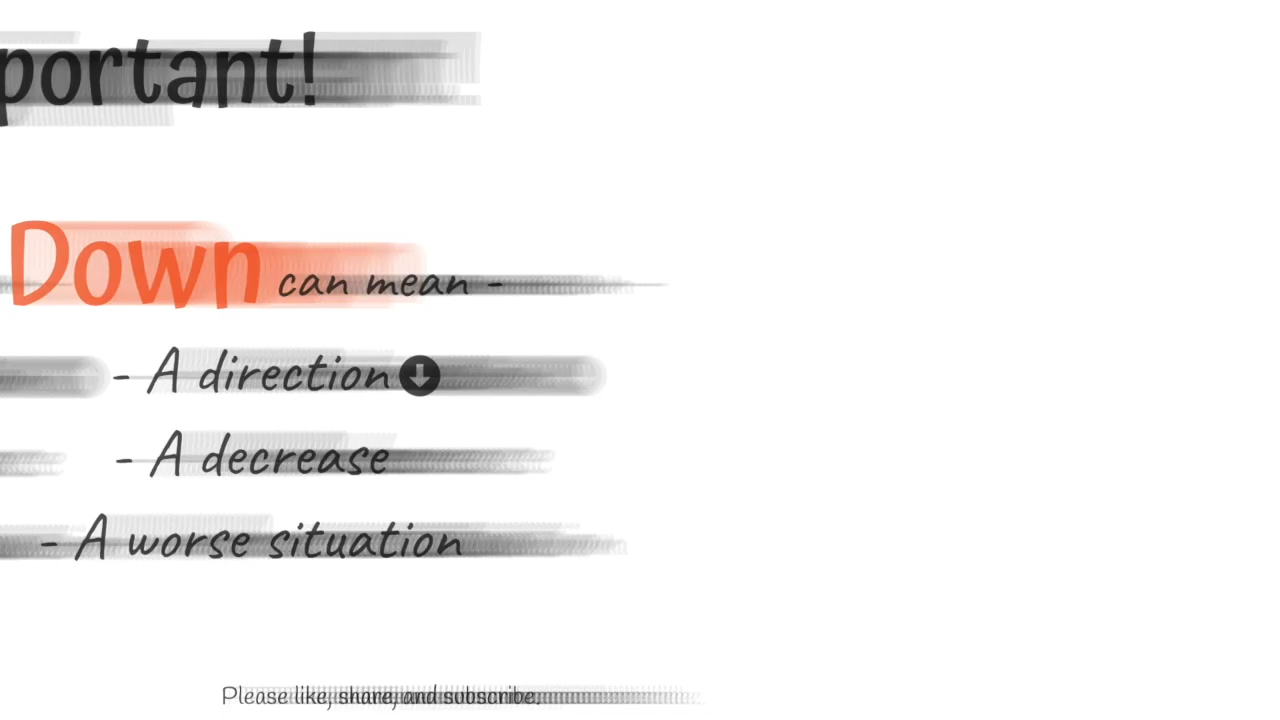 portant!
Down can mean -
- A direction
- A decrease
- A worse situation
Please like, share, and subscribe.